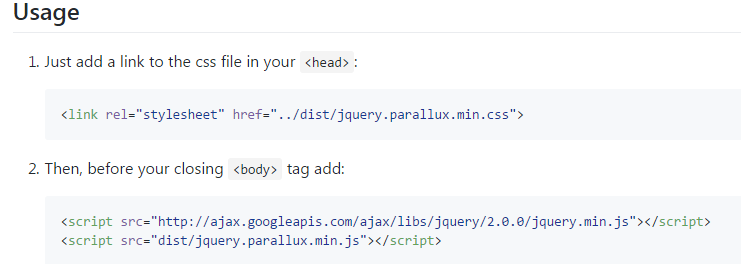 Usage
1. Just add a link to the css file in your <head>:
<link rel="stylesheet" href="../dist/jquery.parallux.min.css">
2. Then, before your closing <body> tag add:
<script src="http://ajax.googleapis.com/ajax/libs/jquery/2.0.0/jquery.min.js"></script>
<script src="dist/jquery.parallux.min.js"></script>